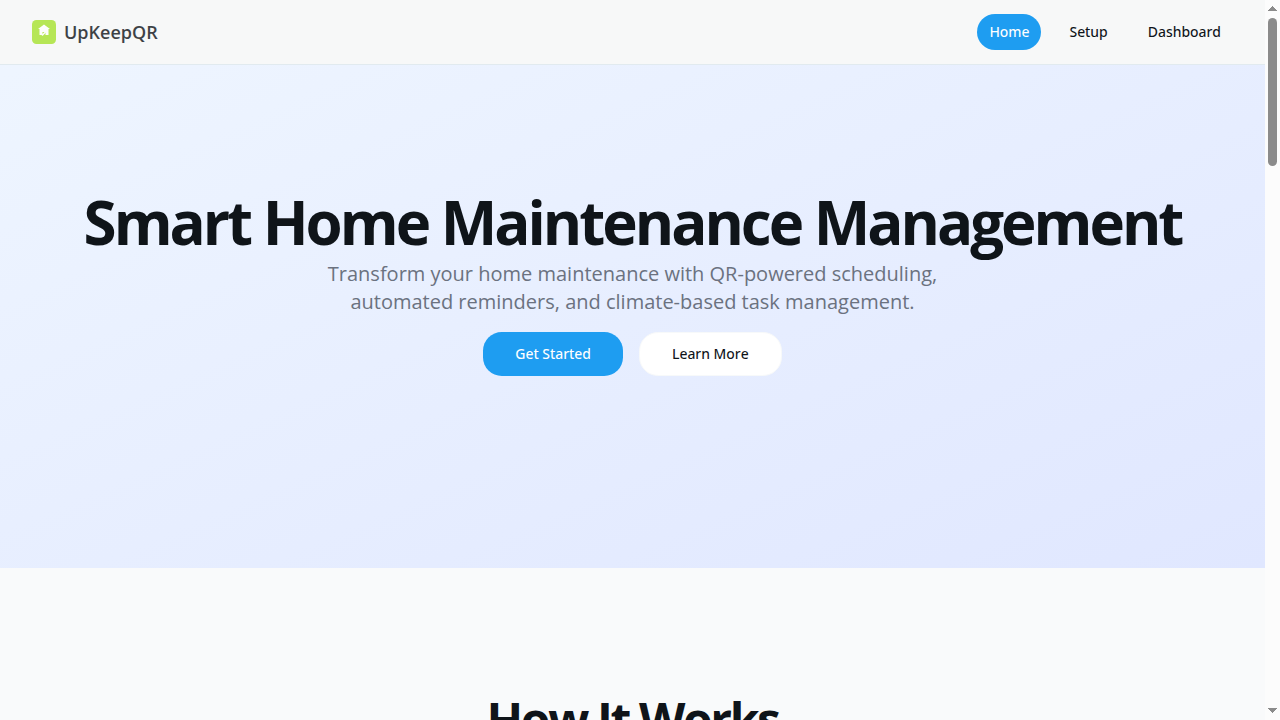 UpKeepQR
Home
Setup
Dashboard
Smart Home Maintenance Management
Transform your home maintenance with QR-powered scheduling,
automated reminders, and climate-based task management.
Get Started
Learn More
How It Works